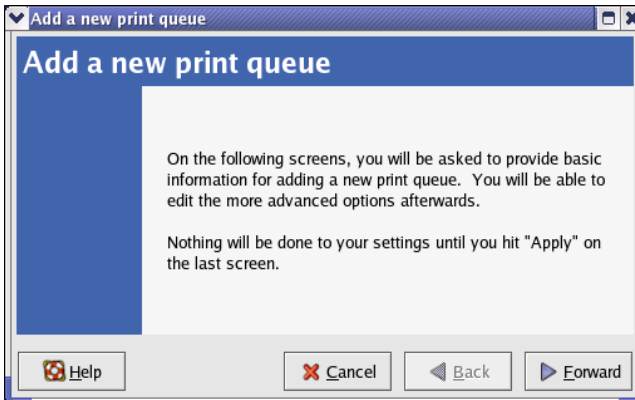 Add a new print queue
Add a new print queue
On the following screens, you will be asked to provide basic
information for adding a new print queue. You will be able to
edit the more advanced options afterwards.
Nothing will be done to your settings until you hit "Apply" on
the last screen.
Help
Cancel
Back
Forward